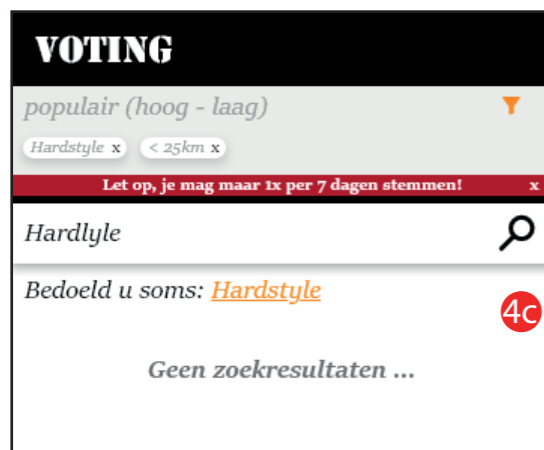 VOTING
populair (hoog - laag)
Hardstyle x < 25km x
Let op, je mag maar 1x per 7 dagen stemmen! x
Hardlyle
Bedoeld u soms: Hardstyle
4c
Geen zoekresultaten ...